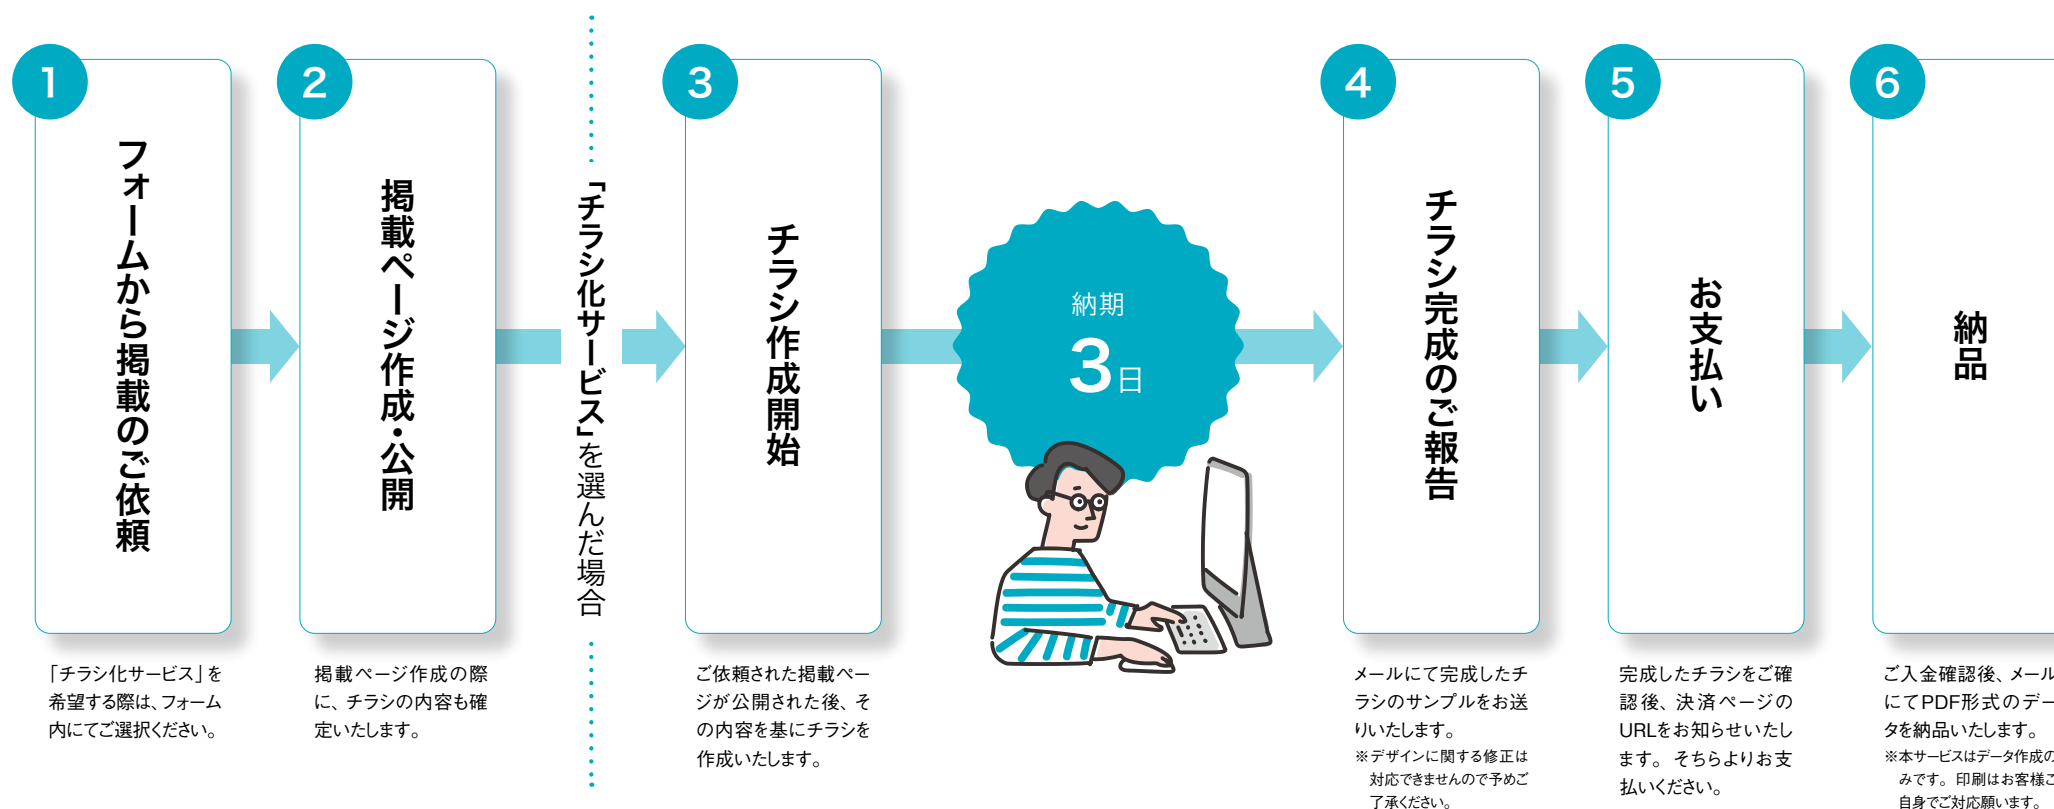 1
フォームから掲載のご依頼
「チラシ化サービス」を
希望する際は、フォーム
内にてご選択ください。
2
掲載ページ作成・公開
掲載ページ作成の際
に、チラシの内容も確
定いたします。
「チラシ化サービス」を選んだ場合
3
チラシ作成開始
ご依頼された掲載ペー
ジが公開された後、そ
の内容を基にチラシを
作成いたします。
納期
3日
4
チラシ完成のご報告
メールにて完成したチ
ラシのサンプルをお送
りいたします。
※デザインに関する修正は
対応できませんので予めご
了承ください。
5
お支払い
完成したチラシをご確
認後、決済ページの
URLをお知らせいたし
ます。そちらよりお支
払いください。
6
納品
ご入金確認後、メール
にてPDF形式のデー
タを納品いたします。
※本サービスはデータ作成の
みです。印刷はお客様ご
自身でご対応願います。